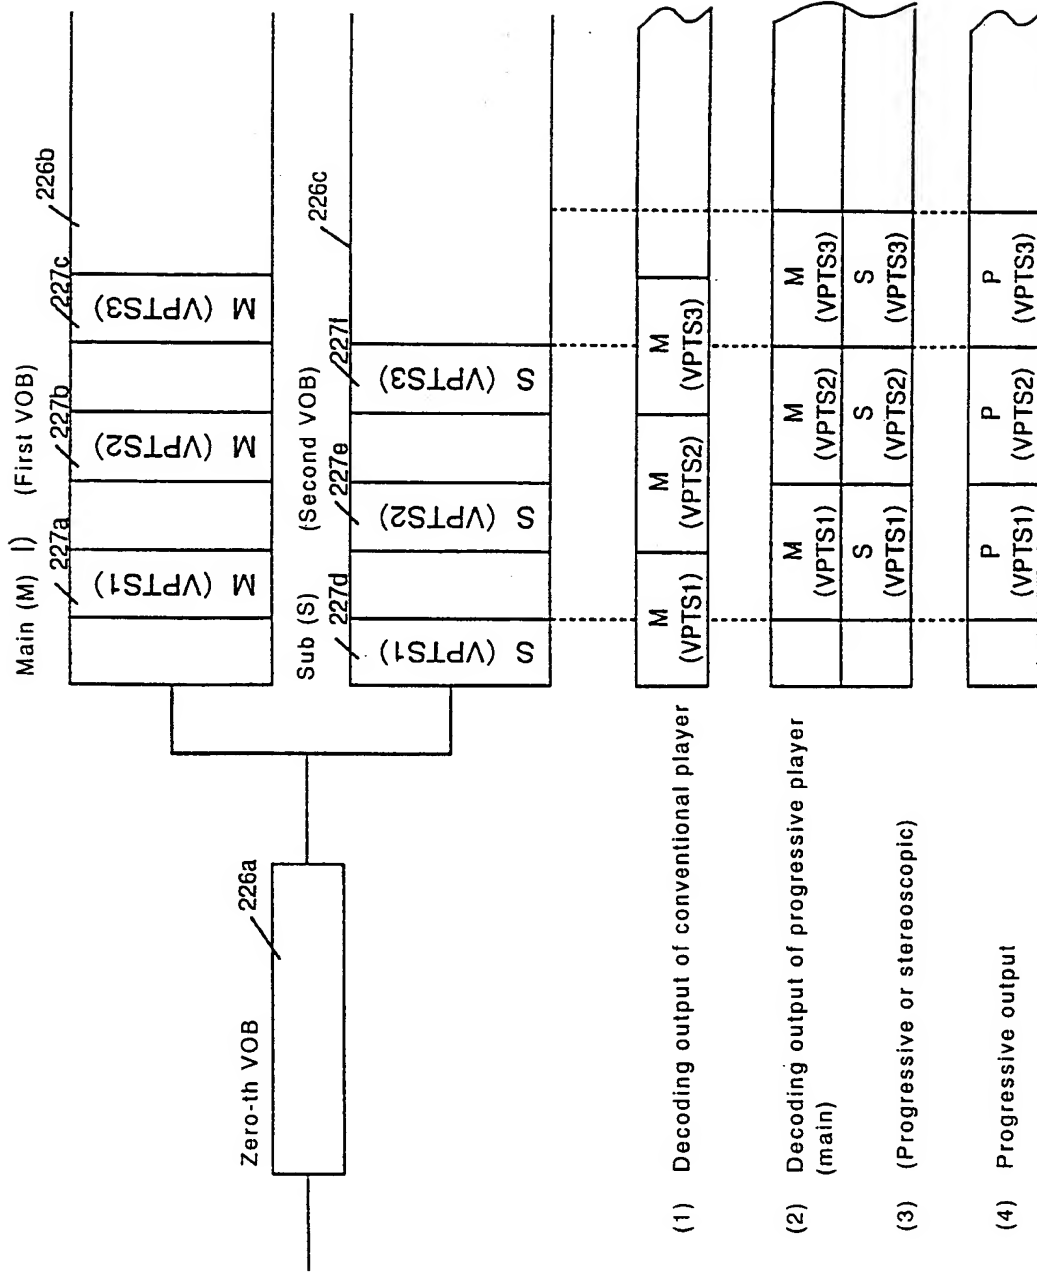 Main (M) I) (First VOB)
227a
227b
227c
226b
M (VPTS1)
M (VPTS2)
M (VPTS3)
Zero-th VOB
226a
Sub (S) (Second VOB)
227d
227e
227f
226c
S (VPTS1)
S (VPTS2)
S (VPTS3)
(1) Decoding output of conventional player
M
(VPTS1)
M
(VPTS2)
M
(VPTS3)
(2) Decoding output of progressive player
(main)
M
(VPTS1)
M
(VPTS2)
M
(VPTS3)
(3) (Progressive or stereoscopic)
S
(VPTS1)
S
(VPTS2)
S
(VPTS3)
(4) Progressive output
P
(VPTS1)
P
(VPTS2)
P
(VPTS3)